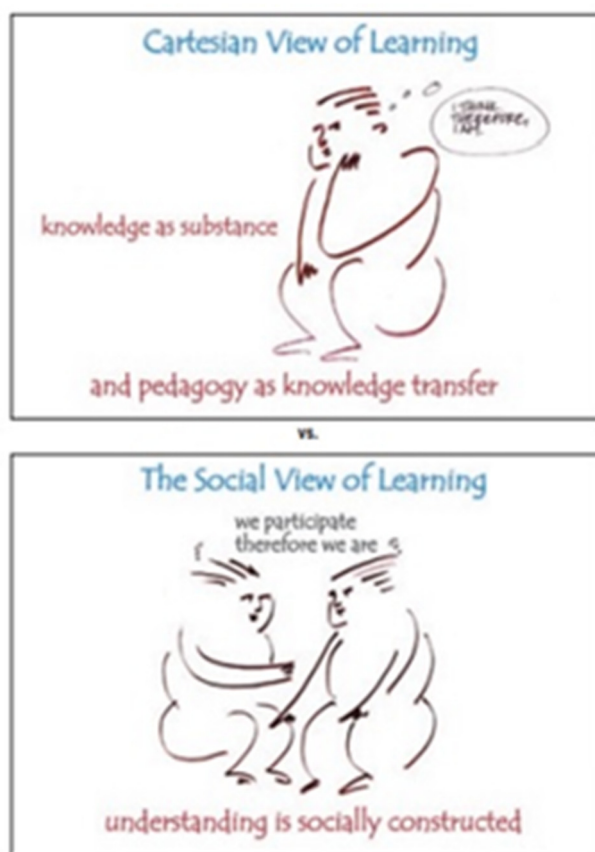 Cartesian View of Learning
I THINK
THEREFORE,
I AM.
knowledge as substance
and pedagogy as knowledge transfer
vs.
The Social View of Learning
we participate
therefore we are
understanding is socially constructed